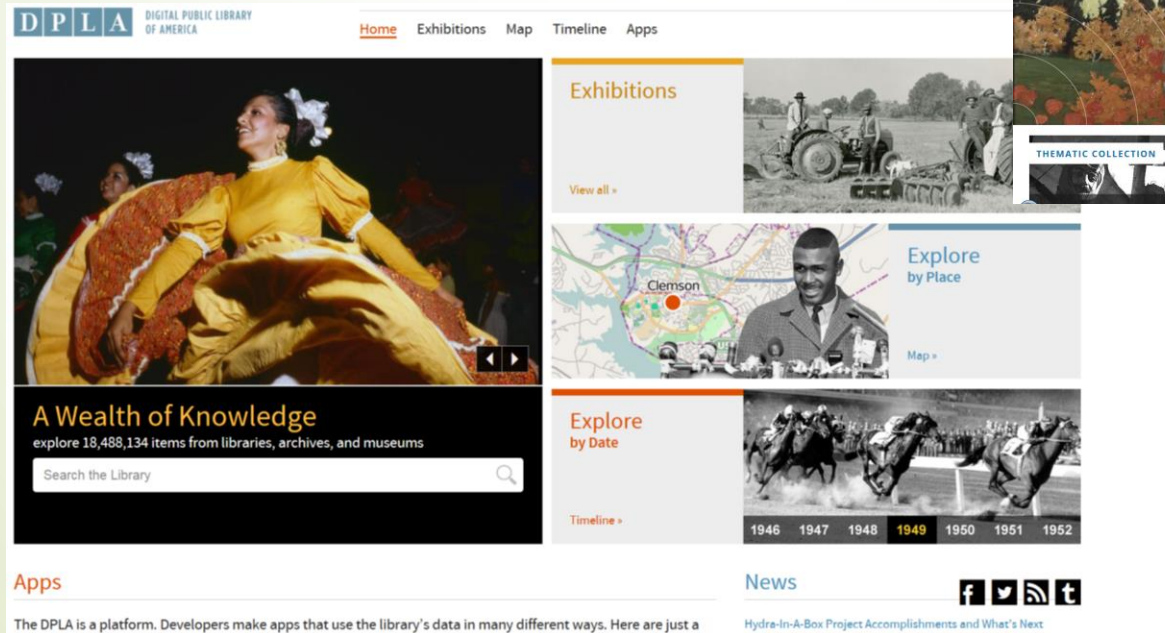 DPLA
DIGITAL PUBLIC LIBRARY
OF AMERICA
Home Exhibitions Map Timeline Apps
Exhibitions
View all »
THEMATIC COLLECTION
Clemson
Explore
by Place
Map »
A Wealth of Knowledge
explore 18,488,134 items from libraries, archives, and museums
Search the Library
Explore
by Date
Timeline »
1946 1947 1948 1949 1950 1951 1952
Apps
The DPLA is a platform. Developers make apps that use the library's data in many different ways. Here are just a
News
Hydra-In-A-Box Project Accomplishments and What's Next